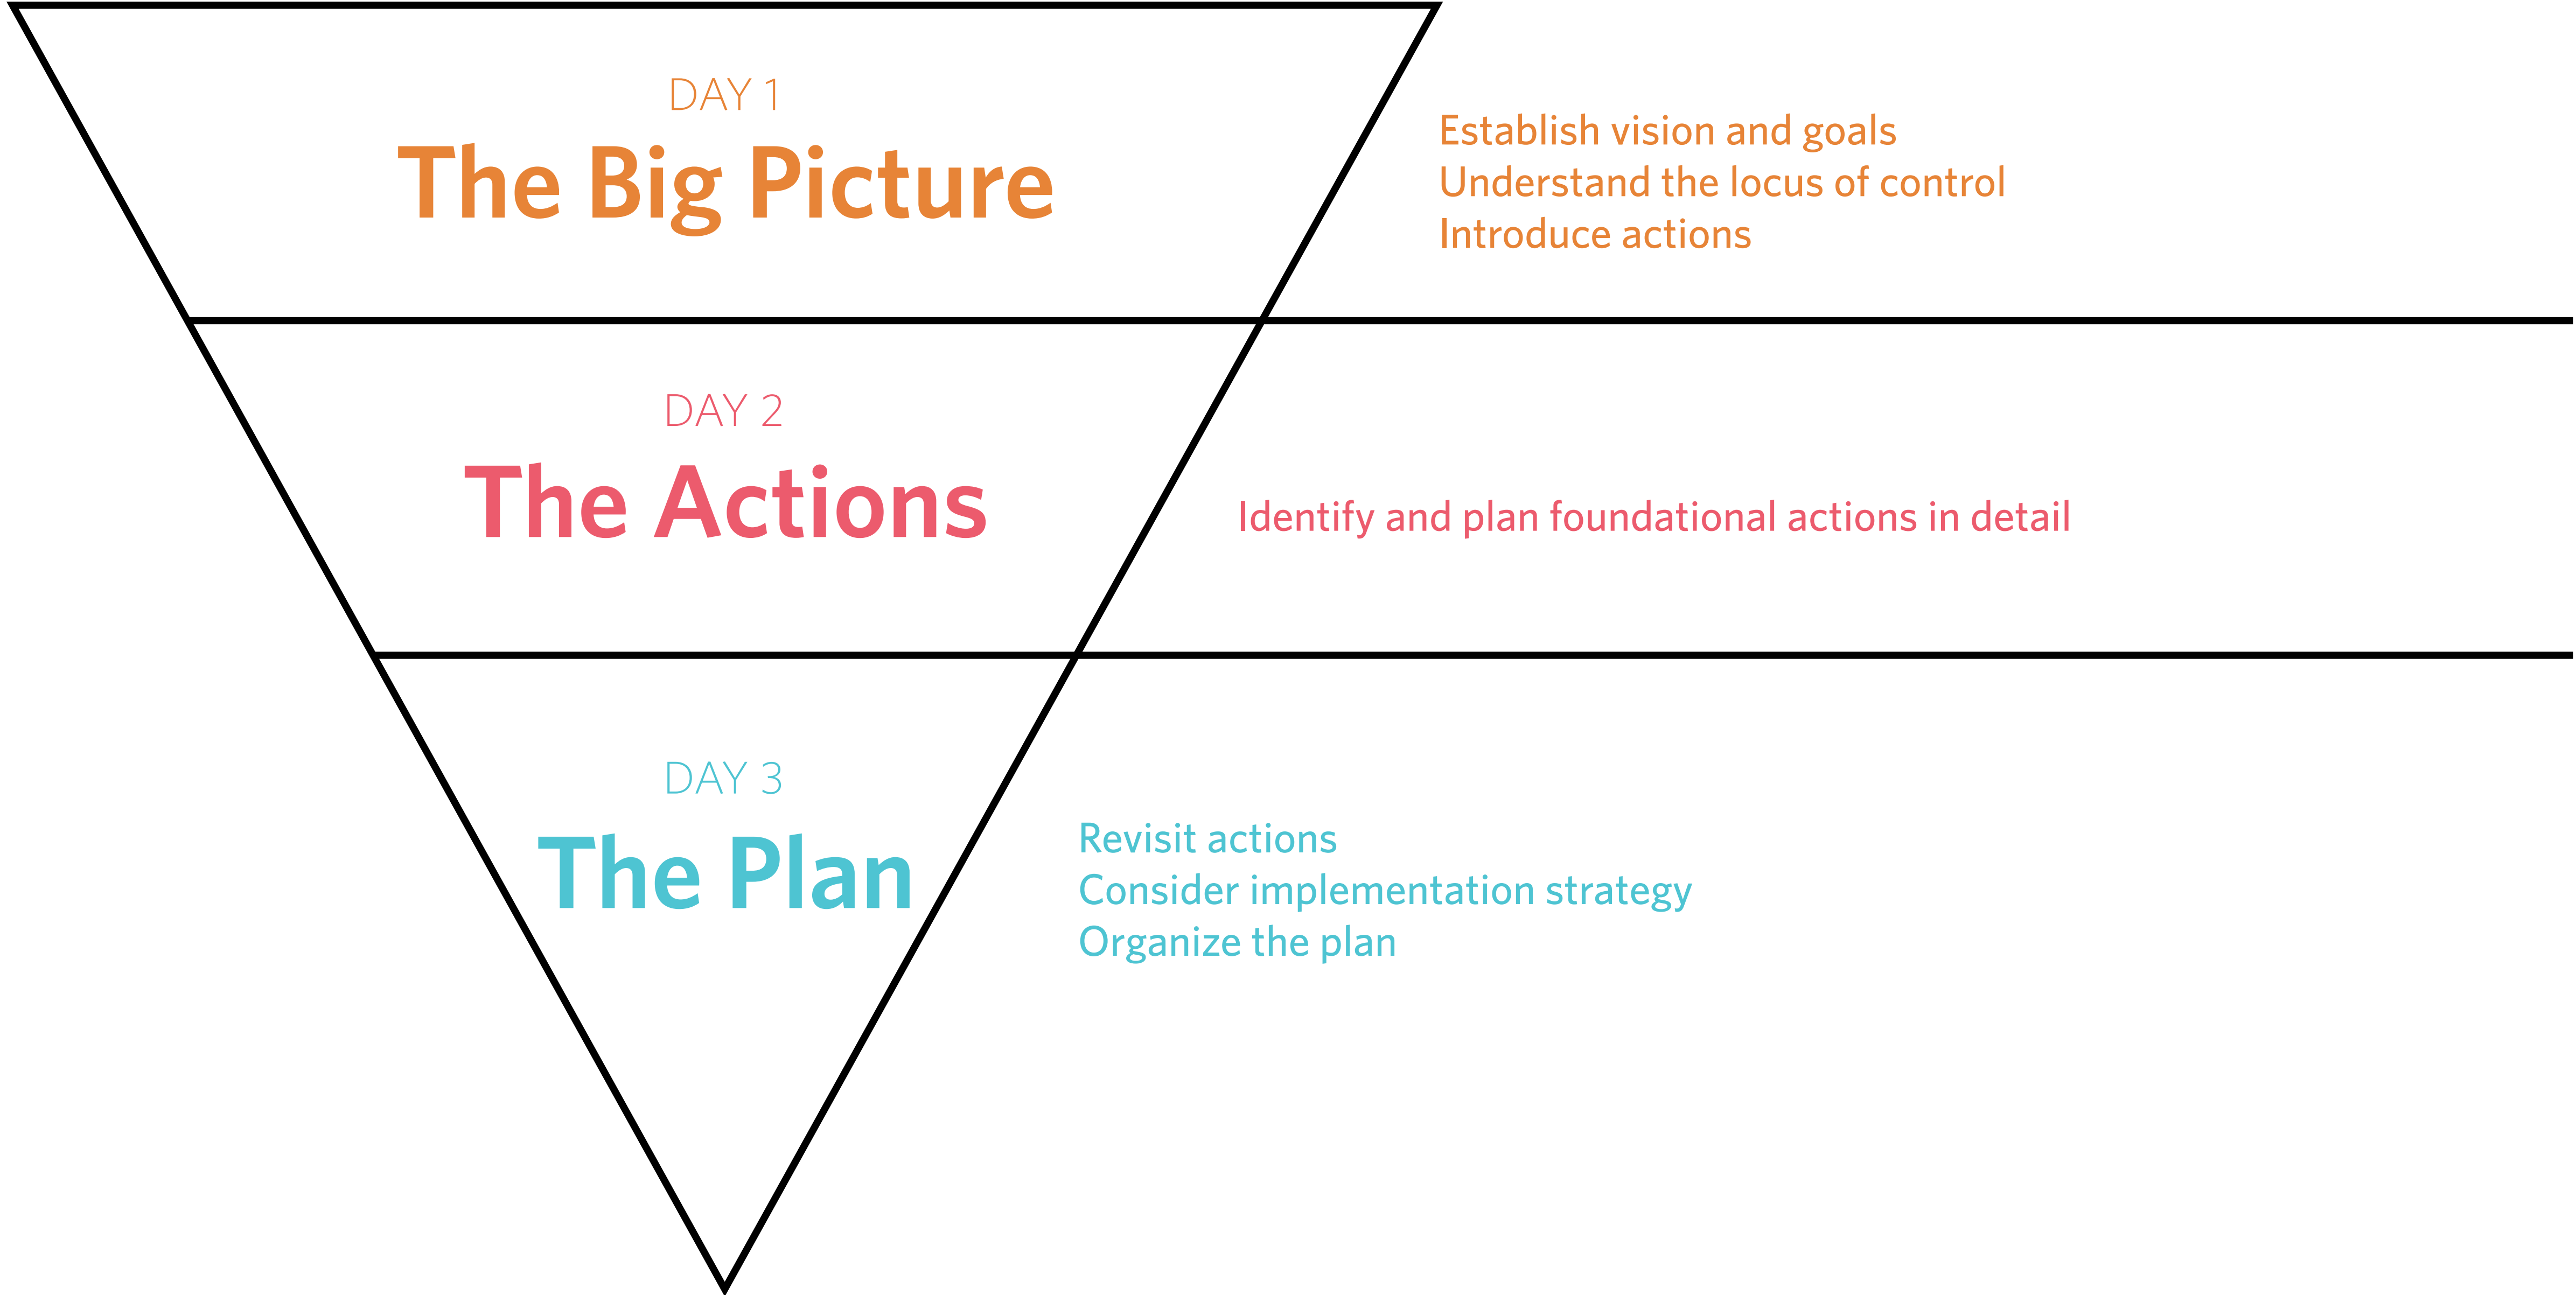 DAY 1
The Big Picture
Establish vision and goals
Understand the locus of control
Introduce actions
DAY 2
The Actions
Identify and plan foundational actions in detail
DAY 3
The Plan
Revisit actions
Consider implementation strategy
Organize the plan